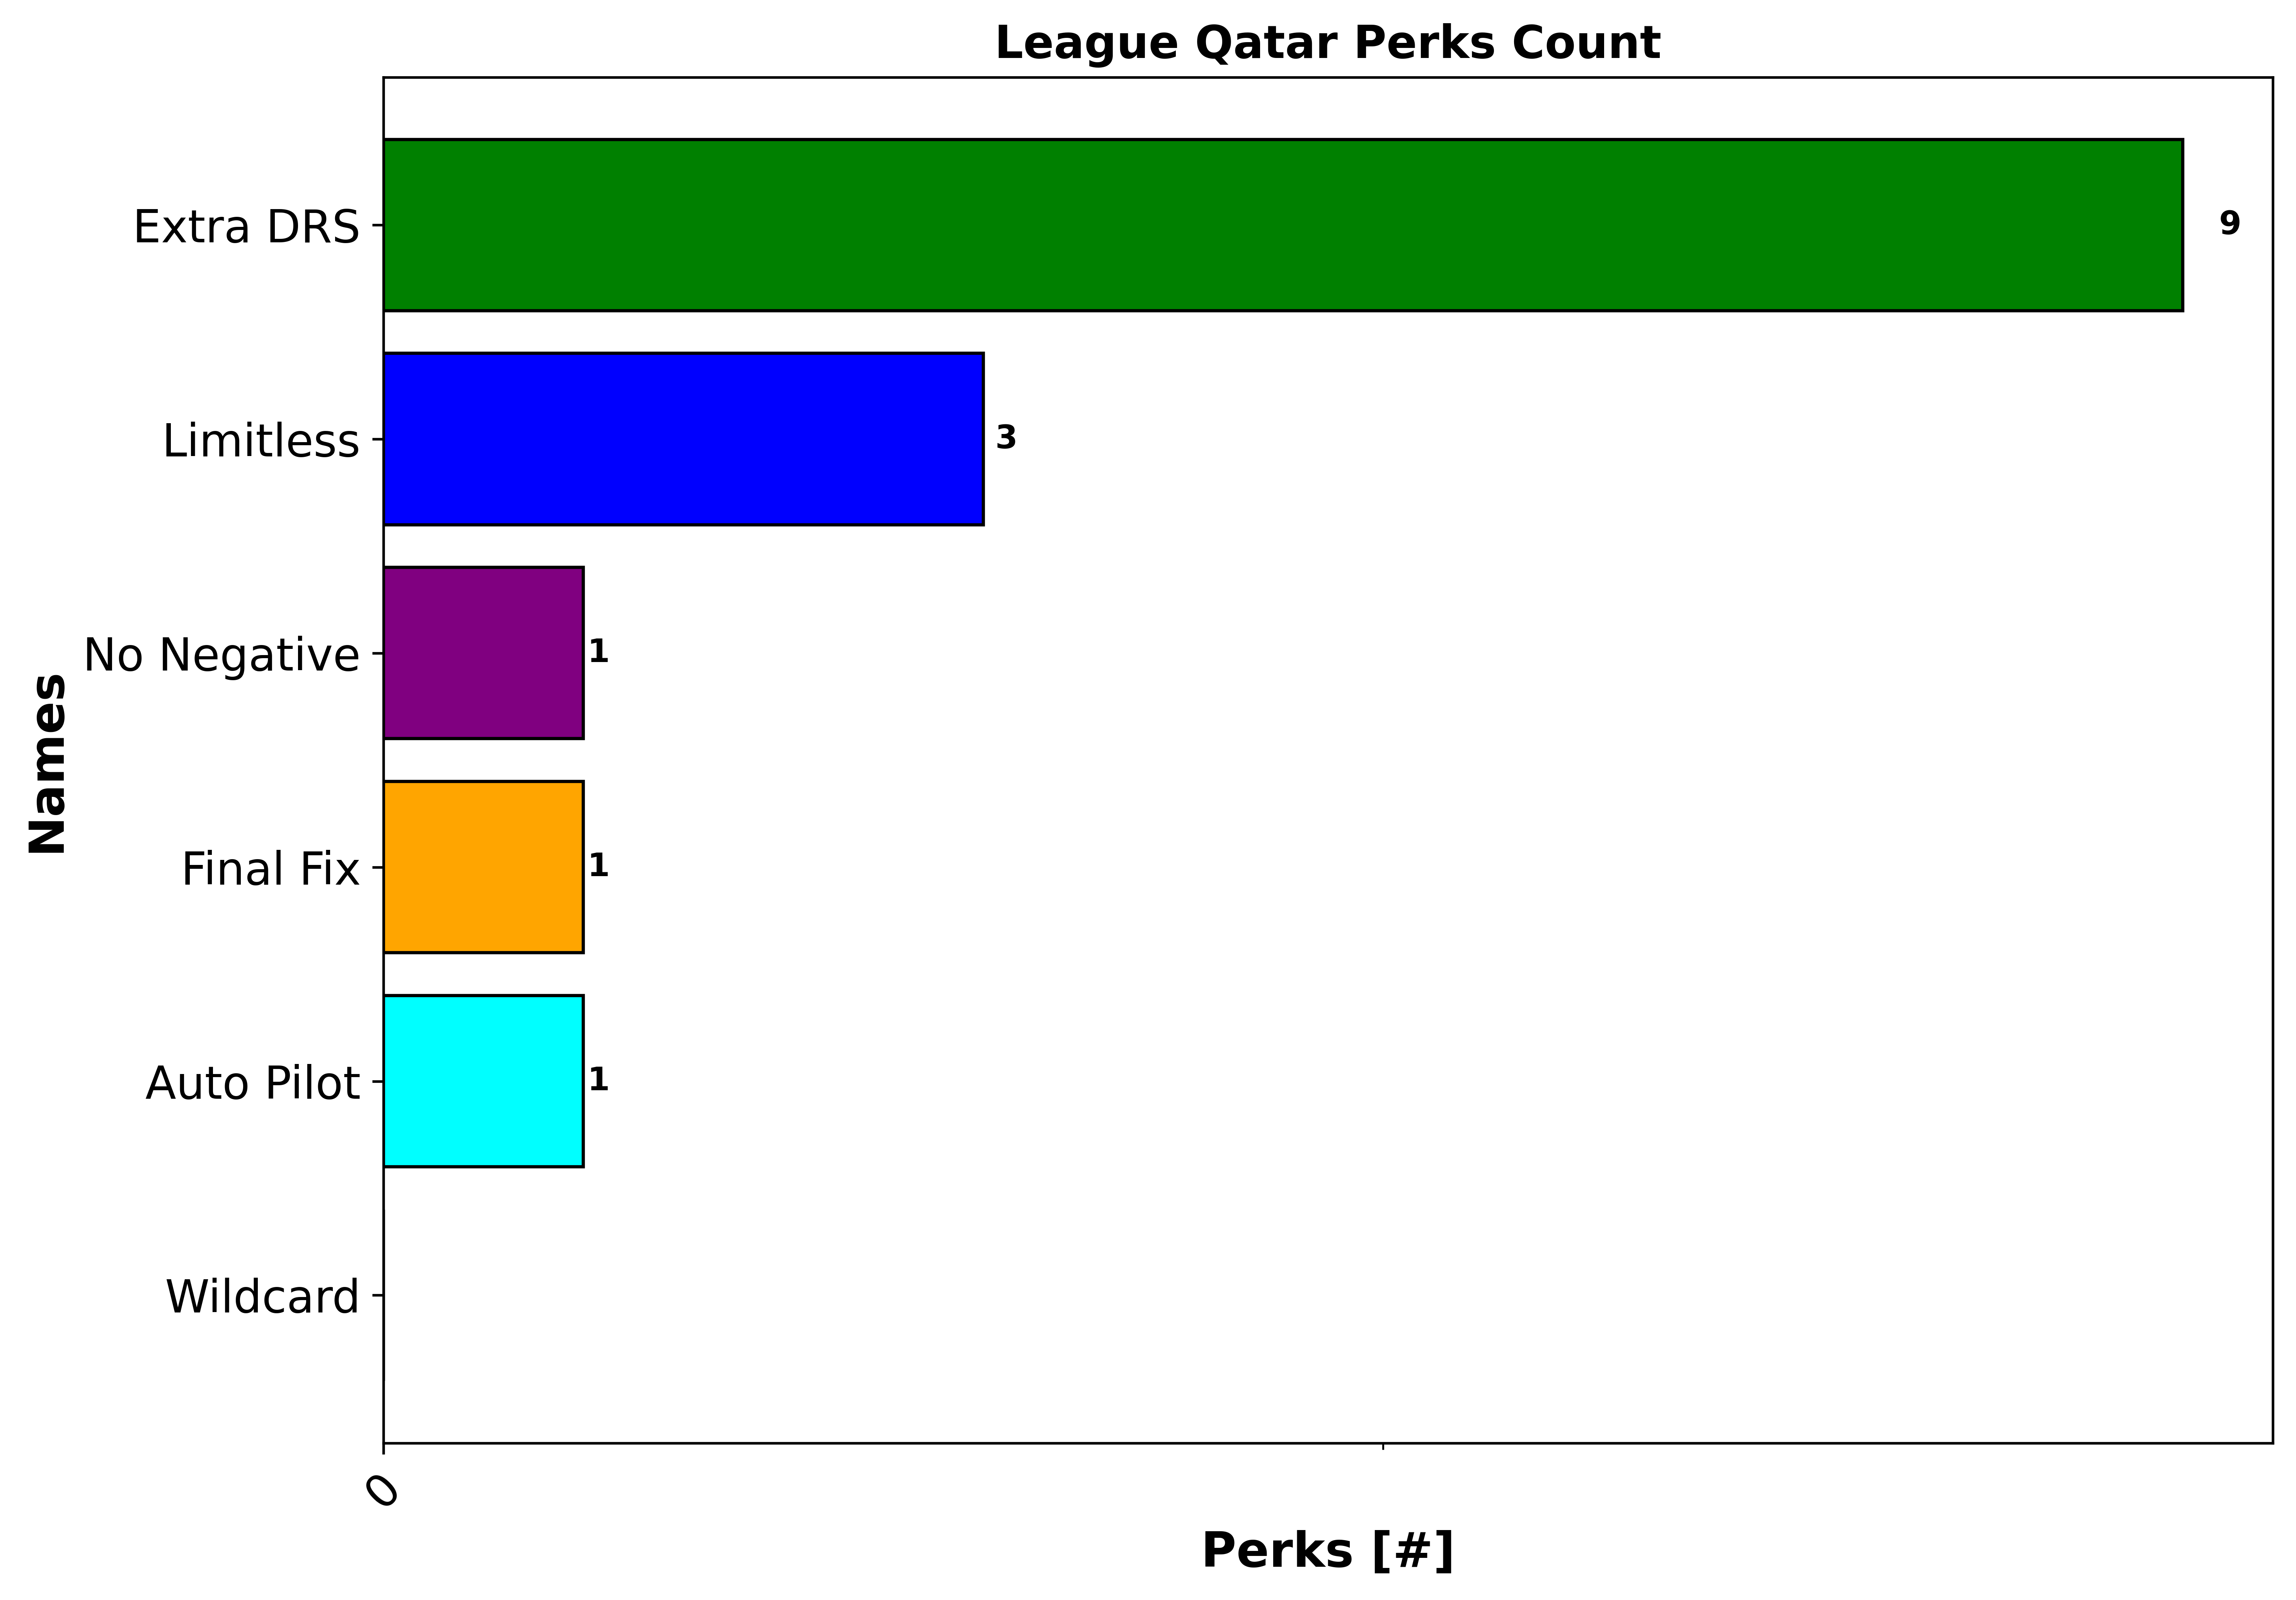 League Qatar Perks Count
Extra DRS
9
Limitless
3
No Negative
1
Final Fix
1
Auto Pilot
1
Wildcard
0
Names
Perks [#]